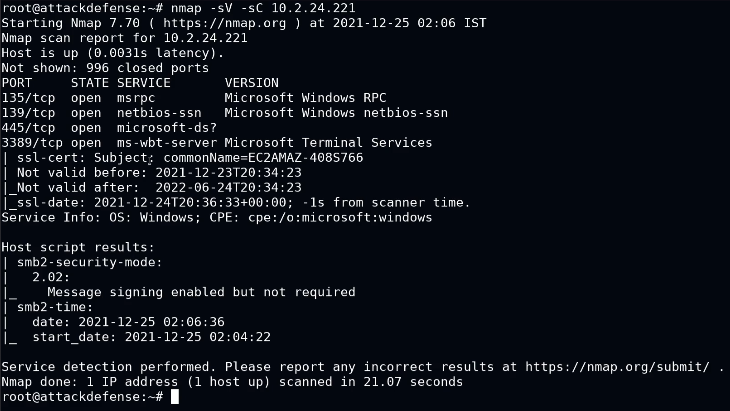 root@attackdefense:~# nmap -sV -sC 10.2.24.221
Starting Nmap 7.70 ( https://nmap.org ) at 2021-12-25 02:06 IST
Nmap scan report for 10.2.24.221
Host is up (0.0031s latency).
Not shown: 996 closed ports
PORT     STATE SERVICE       VERSION
135/tcp  open  msrpc         Microsoft Windows RPC
139/tcp  open  netbios-ssn   Microsoft Windows netbios-ssn
445/tcp  open  microsoft-ds?
3389/tcp open  ms-wbt-server Microsoft Terminal Services
| ssl-cert: Subject: commonName=EC2AMAZ-408S766
| Not valid before: 2021-12-23T20:34:23
|_Not valid after:  2022-06-24T20:34:23
|_ssl-date: 2021-12-24T20:36:33+00:00; -1s from scanner time.
Service Info: OS: Windows; CPE: cpe:/o:microsoft:windows

Host script results:
| smb2-security-mode:
|   2.02:
|_    Message signing enabled but not required
| smb2-time:
|   date: 2021-12-25 02:06:36
|_  start_date: 2021-12-25 02:04:22

Service detection performed. Please report any incorrect results at https://nmap.org/submit/ .
Nmap done: 1 IP address (1 host up) scanned in 21.07 seconds
root@attackdefense:~#